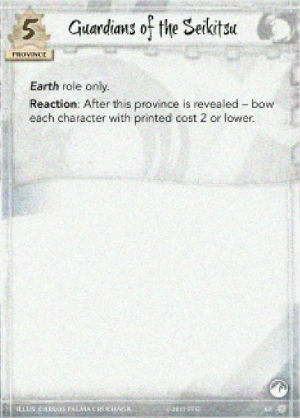 5
Guardians of the Seikitsu
PROVINCE
Earth role only.
Reaction: After this province is revealed – bow
each character with printed cost 2 or lower.
ILLUS. CARLOS PALMA CRUCHAGA